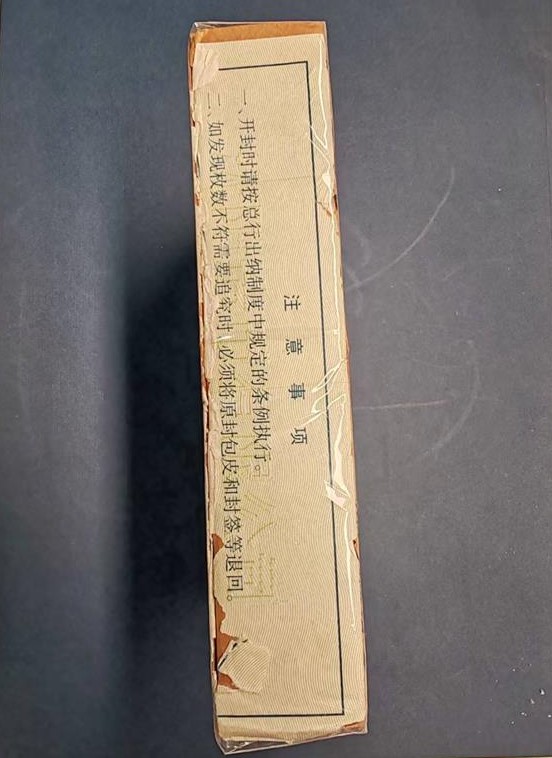 注意事项
一、开封时请按总行出纳制度中规定的条例执行。
二、如发现枚数不符需要追究时、必须将原封包皮和封签等退回。